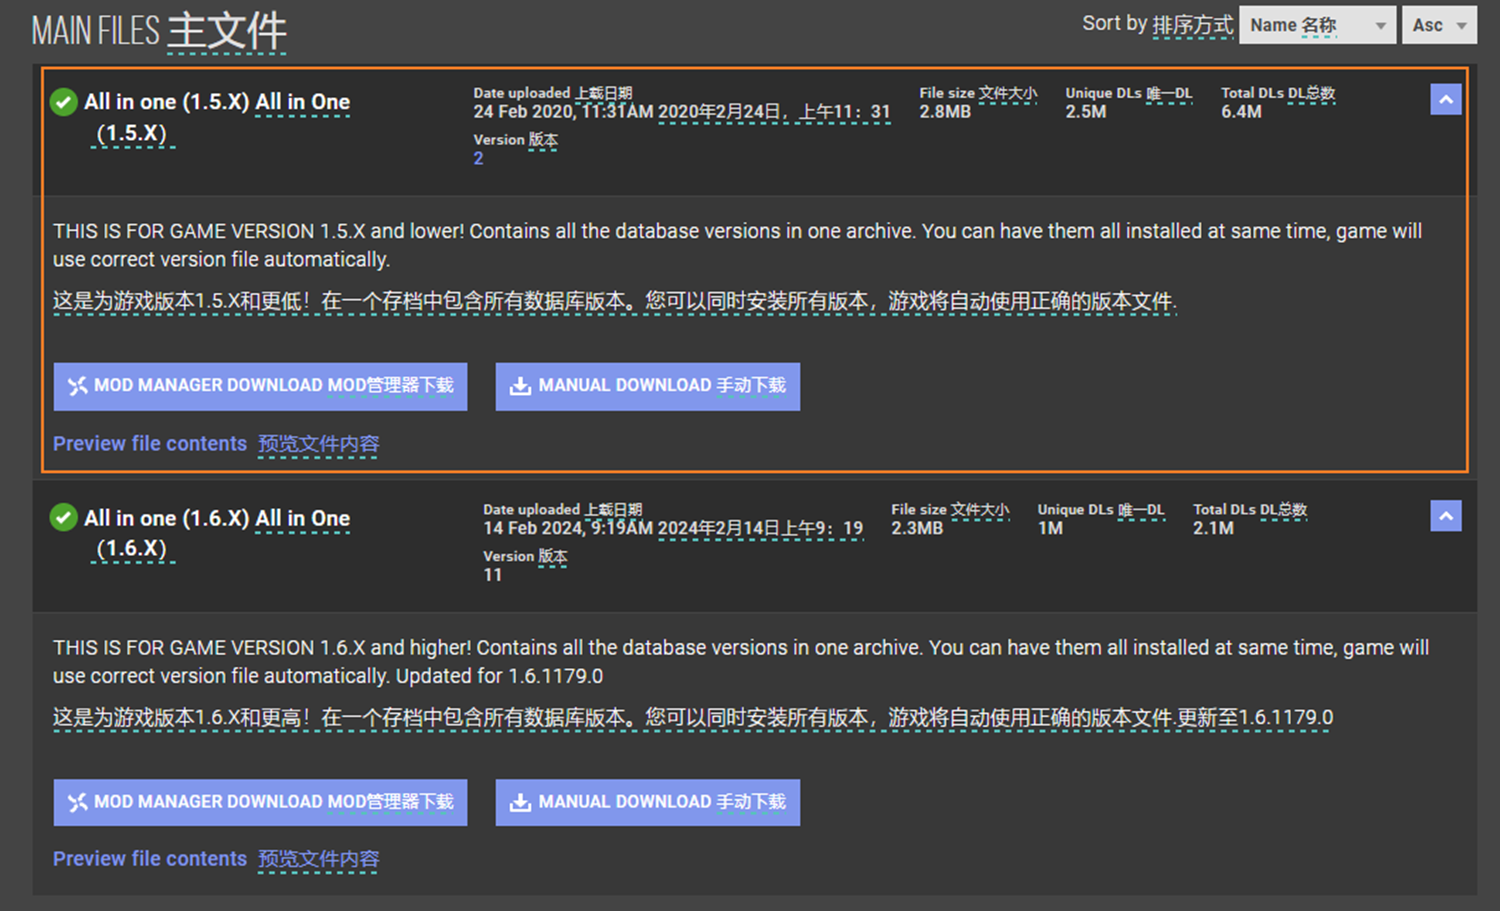 MAIN FILES 主文件
Sort by 排序方式 Name 名称 Asc
All in one (1.5.X) All in One
(1.5.X)
Date uploaded 上载日期
24 Feb 2020, 11:31AM 2020年2月24日，上午11：31
File size 文件大小
2.8MB
Unique DLs 唯一DL
2.5M
Total DLs DL总数
6.4M
Version 版本
2
THIS IS FOR GAME VERSION 1.5.X and lower! Contains all the database versions in one archive. You can have them all installed at same time, game will
use correct version file automatically.
这是为游戏版本1.5.X和更低！在一个存档中包含所有数据库版本。您可以同时安装所有版本，游戏将自动使用正确的版本文件.
MOD MANAGER DOWNLOAD MOD管理器下载
MANUAL DOWNLOAD 手动下载
Preview file contents 预览文件内容
All in one (1.6.X) All in One
(1.6.X)
Date uploaded 上载日期
14 Feb 2024, 9:19AM 2024年2月14日上午9：19
File size 文件大小
2.3MB
Unique DLs 唯一DL
1M
Total DLs DL总数
2.1M
Version 版本
11
THIS IS FOR GAME VERSION 1.6.X and higher! Contains all the database versions in one archive. You can have them all installed at same time, game will
use correct version file automatically. Updated for 1.6.1179.0
这是为游戏版本1.6.X和更高！在一个存档中包含所有数据库版本。您可以同时安装所有版本，游戏将自动使用正确的版本文件.更新至1.6.1179.0
MOD MANAGER DOWNLOAD MOD管理器下载
MANUAL DOWNLOAD 手动下载
Preview file contents 预览文件内容